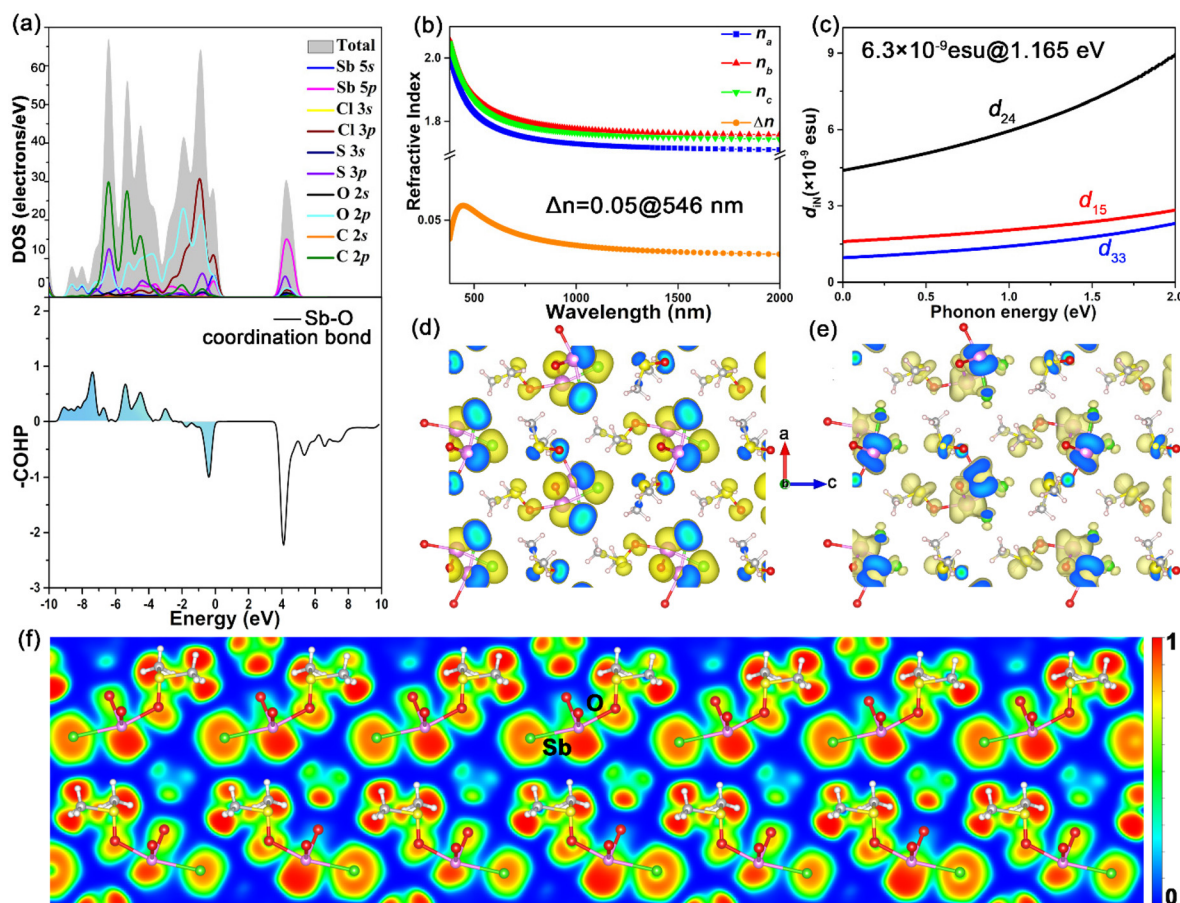 (a)
DOS (electrons/eV)
60
50
40
30
20
10
0
Total
Sb 5s
Sb 5p
Cl 3s
Cl 3p
S 3s
S 3p
O 2s
O 2p
C 2s
C 2p
-COHP
2
1
0
-1
-2
-3
Sb-O
coordination bond
-10 -8 -6 -4 -2 0 2 4 6 8 10
Energy (eV)
(b)
Refractive Index
2.0
1.8
0.05
nₐ
n_b
n_c
Δn
Δn=0.05@546 nm
500 1000 1500 2000
Wavelength (nm)
(c)
d_iN(×10⁻⁹ esu)
9
6
3
0
6.3×10⁻⁹esu@1.165 eV
d₂₄
d₁₅
d₃₃
0.0 0.5 1.0 1.5 2.0
Phonon energy (eV)
(d)
a
b
c
(e)
(f)
O
Sb
1
0